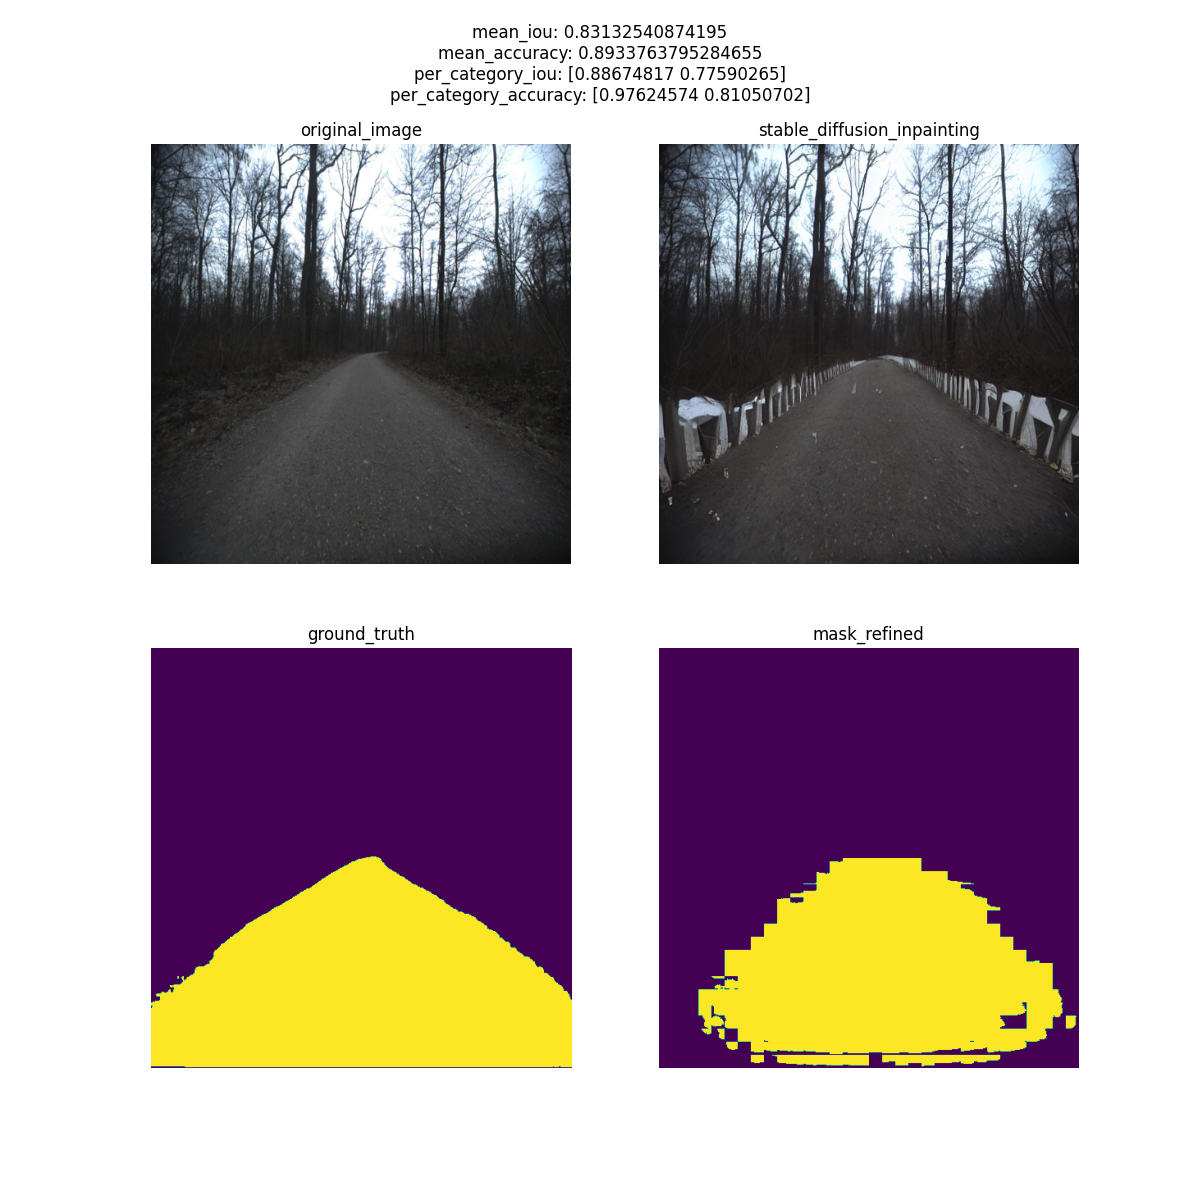 mean_iou: 0.83132540874195
mean_accuracy: 0.8933763795284655
per_category_iou: [0.88674817 0.77590265]
per_category_accuracy: [0.97624574 0.81050702]
original_image
stable_diffusion_inpainting
ground_truth
mask_refined